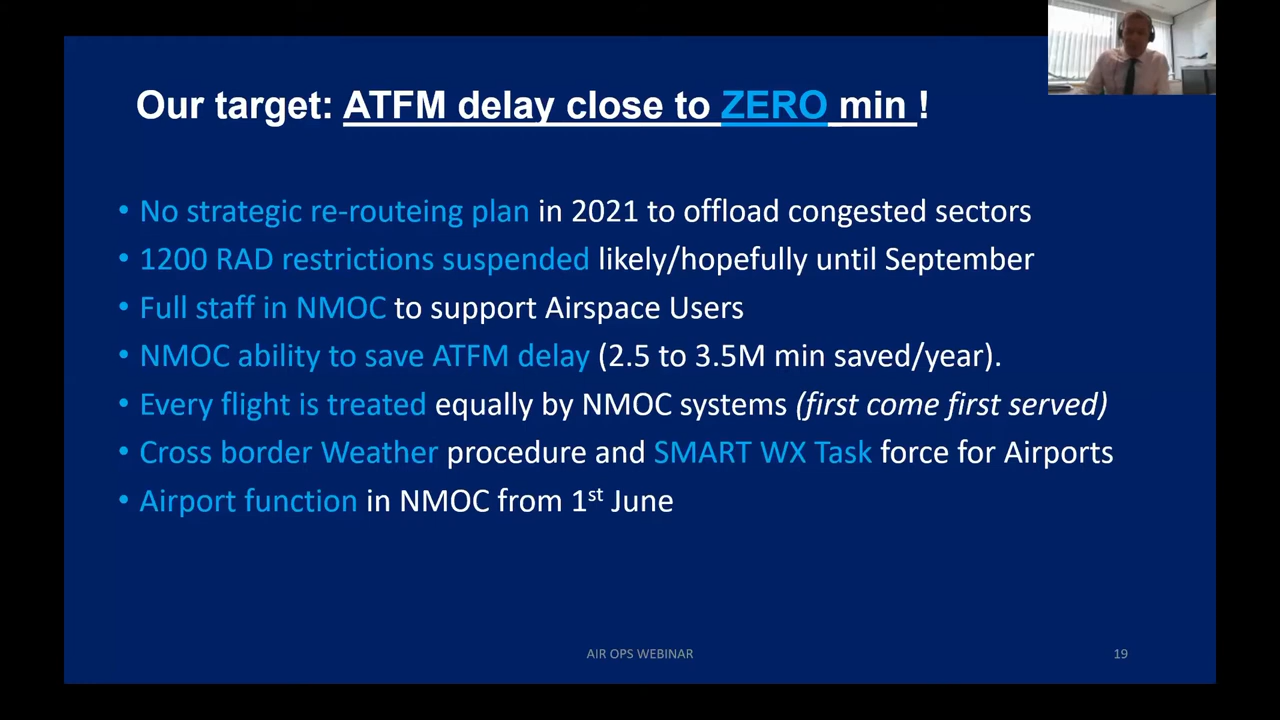 Our target: ATFM delay close to ZERO min !
• No strategic re-routeing plan in 2021 to offload congested sectors
• 1200 RAD restrictions suspended likely/hopefully until September
• Full staff in NMOC to support Airspace Users
• NMOC ability to save ATFM delay (2.5 to 3.5M min saved/year).
• Every flight is treated equally by NMOC systems (first come first served)
• Cross border Weather procedure and SMART WX Task force for Airports
• Airport function in NMOC from 1st June
AIR OPS WEBINAR
19